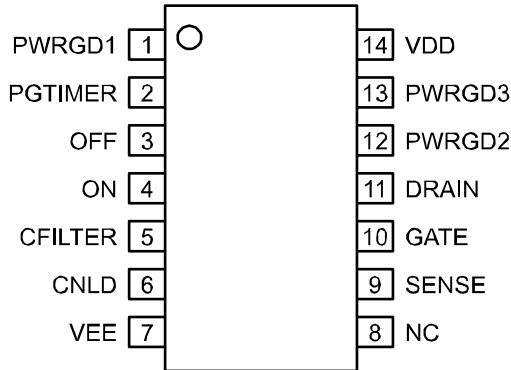 PWRGD1 1 14 VDD
PGTIMER 2 13 PWRGD3
OFF 3 12 PWRGD2
ON 4 11 DRAIN
CFILTER 5 10 GATE
CNLD 6 9 SENSE
VEE 7 8 NC